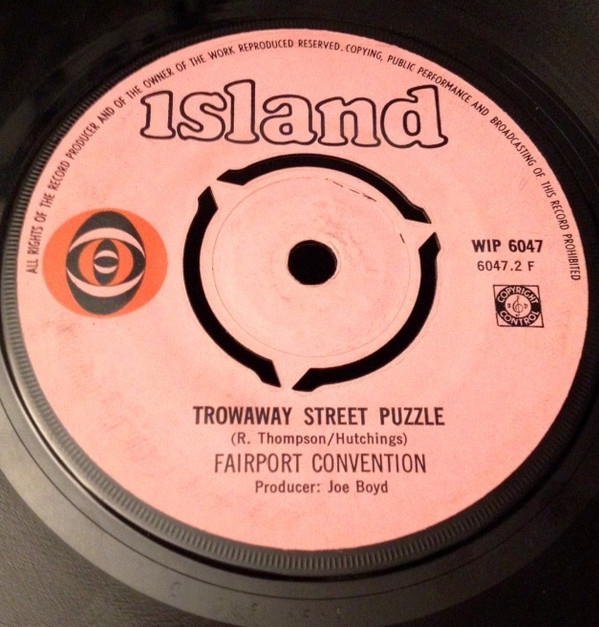 ALL RIGHTS OF THE RECORD PRODUCER AND OF THE OWNER OF THE WORK REPRODUCED RESERVED. COPYING, PUBLIC PERFORMANCE AND BROADCASTING OF THIS RECORD PROHIBITED
island
WIP 6047
6047.2 F
COPYRIGHT
CONTROL
TROWAWAY STREET PUZZLE
(R. Thompson/Hutchings)
FAIRPORT CONVENTION
Producer: Joe Boyd